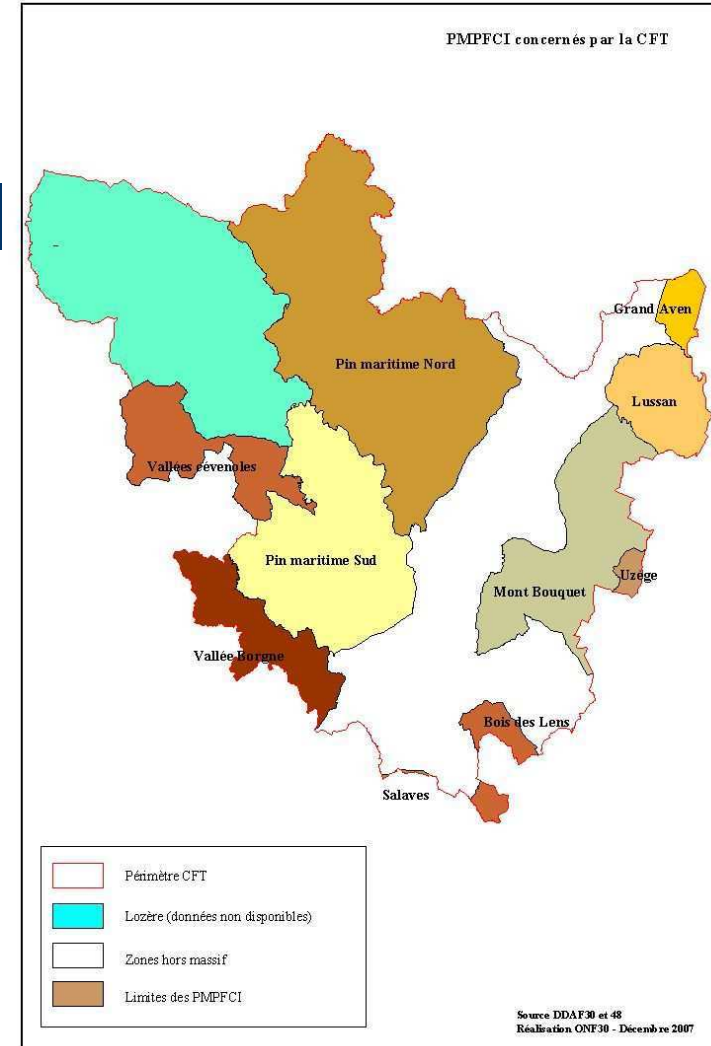 PMPFCI concernés par la CFT
Grand Aven
Pin maritime Nord
Lussan
Vallées cévenoles
Pin maritime Sud
Uzége
Mont Bouquet
Vallée Borgne
Bois des Lens
Salaves
Périmètre CFT
Lozère (données non disponibles)
Zones hors massif
Limites des PMPFCI
Source DDAF30 et 48
Réalisation ONF30 - Décembre 2007